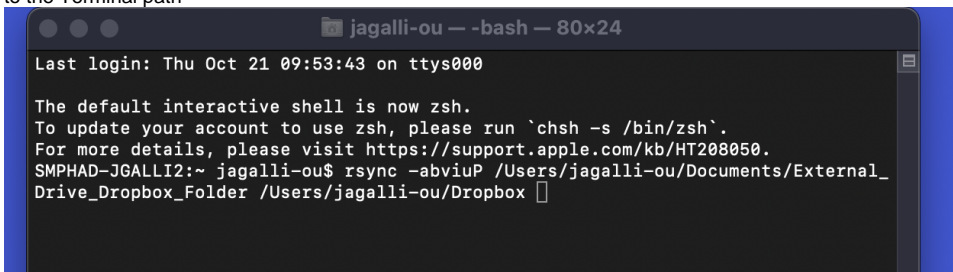 to the Terminal path
jagalli-ou — -bash — 80×24
Last login: Thu Oct 21 09:53:43 on ttys000
The default interactive shell is now zsh.
To update your account to use zsh, please run `chsh -s /bin/zsh`.
For more details, please visit https://support.apple.com/kb/HT208050.
SMPHAD-JGALLI2:~ jagalli-ou$ rsync -abviuP /Users/jagalli-ou/Documents/External_
Drive_Dropbox_Folder /Users/jagalli-ou/Dropbox